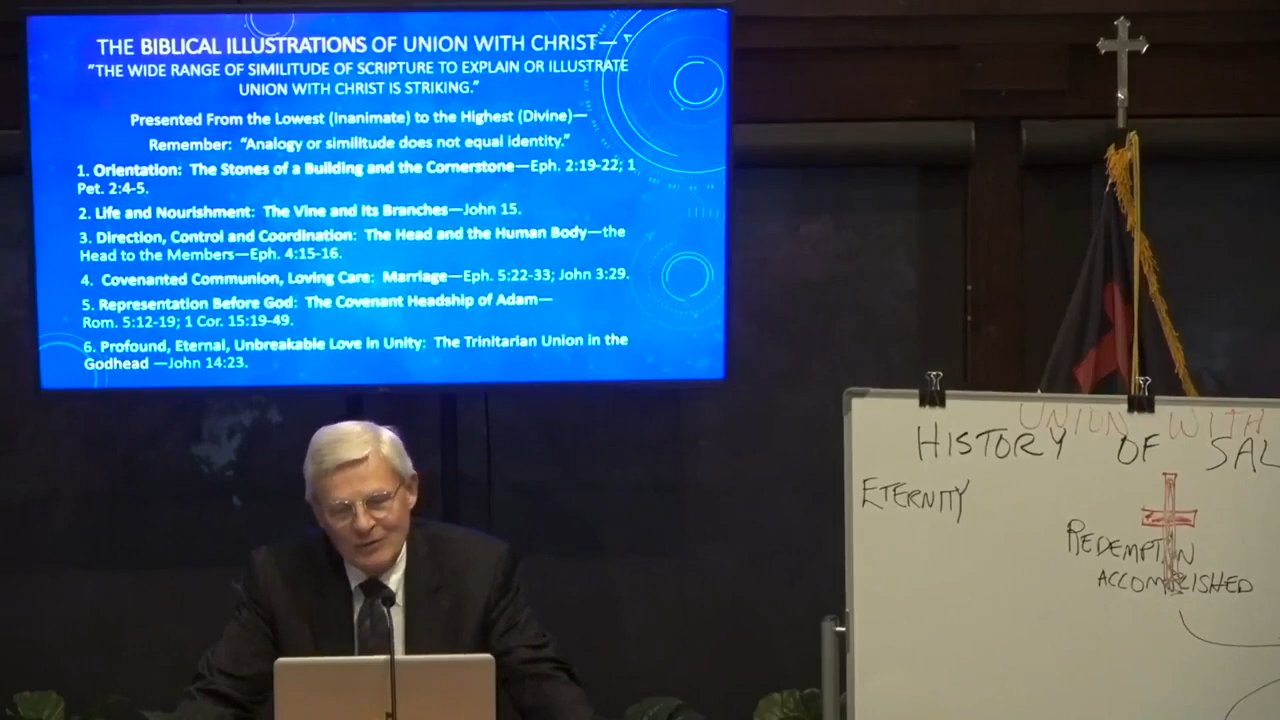 THE BIBLICAL ILLUSTRATIONS OF UNION WITH CHRIST—
“THE WIDE RANGE OF SIMILITUDE OF SCRIPTURE TO EXPLAIN OR ILLUSTRATE
UNION WITH CHRIST IS STRIKING.”
Presented From the Lowest (Inanimate) to the Highest (Divine)—
Remember: “Analogy or similitude does not equal identity.”
1. Orientation: The Stones of a Building and the Cornerstone—Eph. 2:19-22; 1
Pet. 2:4-5.
2. Life and Nourishment: The Vine and Its Branches—John 15.
3. Direction, Control and Coordination: The Head and the Human Body—the
Head to the Members—Eph. 4:15-16.
4. Covenanted Communion, Loving Care: Marriage—Eph. 5:22-33; John 3:29.
5. Representation Before God: The Covenant Headship of Adam—
Rom. 5:12-19; 1 Cor. 15:19-49.
6. Profound, Eternal, Unbreakable Love in Unity: The Trinitarian Union in the
Godhead —John 14:23.
UNION WITH
HISTORY OF SAL
ETERNITY
REDEMPTION
ACCOMPLISHED